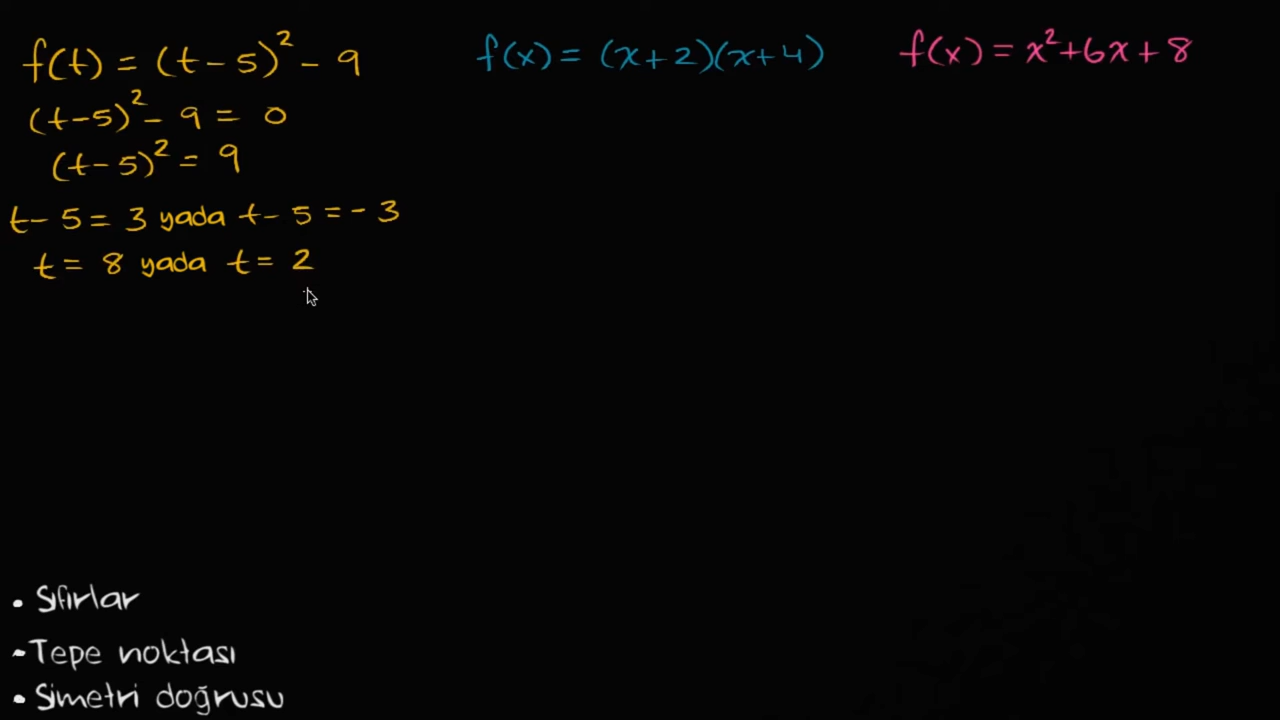 f(t) = (t-5)² - 9
(t-5)² - 9 = 0
(t-5)² = 9
t-5 = 3 yada t-5 = -3
t = 8 yada t = 2
f(x) = (x+2)(x+4)
f(x) = x²+6x+8
• Sıfırlar
• Tepe noktası
• Simetri doğrusu